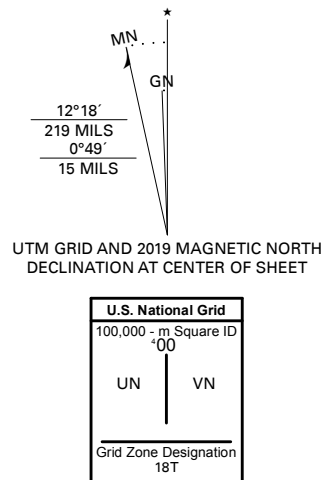 ★
MN
GN
12°18´
219 MILS
0°49´
15 MILS
UTM GRID AND 2019 MAGNETIC NORTH
DECLINATION AT CENTER OF SHEET
U.S. National Grid
100,000 - m Square ID
⁴00
UN VN
Grid Zone Designation
18T